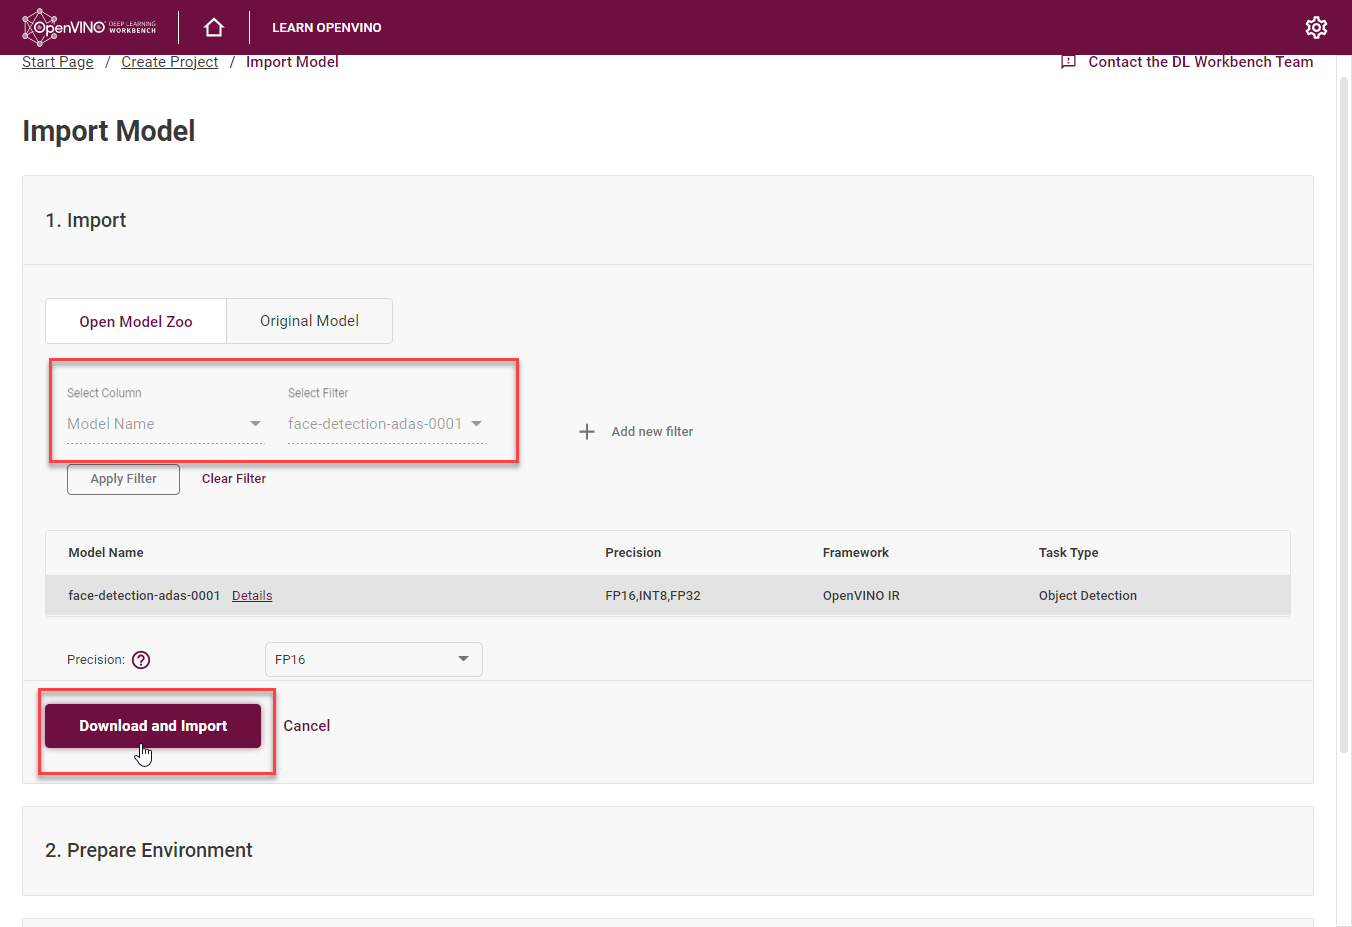 OpenVINO DEEP LEARNING WORKBENCH LEARN OPENVINO
Start Page / Create Project / Import Model Contact the DL Workbench Team
Import Model
1. Import
Open Model Zoo Original Model
Select Column Select Filter
Model Name face-detection-adas-0001 Add new filter
Apply Filter Clear Filter
Model Name Precision Framework Task Type
face-detection-adas-0001 Details FP16,INT8,FP32 OpenVINO IR Object Detection
Precision: ? FP16
Download and Import Cancel
2. Prepare Environment